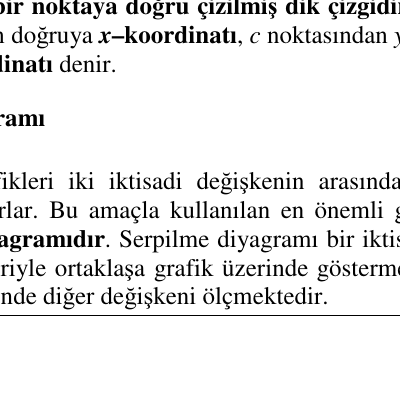 bir noktaya doğru çizilmiş dik çizgidi
doğruya x–koordinatı, c noktasından y
dinatı denir.
ramı
fikleri iki iktisadi değişkenin arasında
rlar. Bu amaçla kullanılan en önemli g
agramıdır. Serpilme diyagramı bir iktis
riyle ortaklaşa grafik üzerinde gösterme
nde diğer değişkeni ölçmektedir.